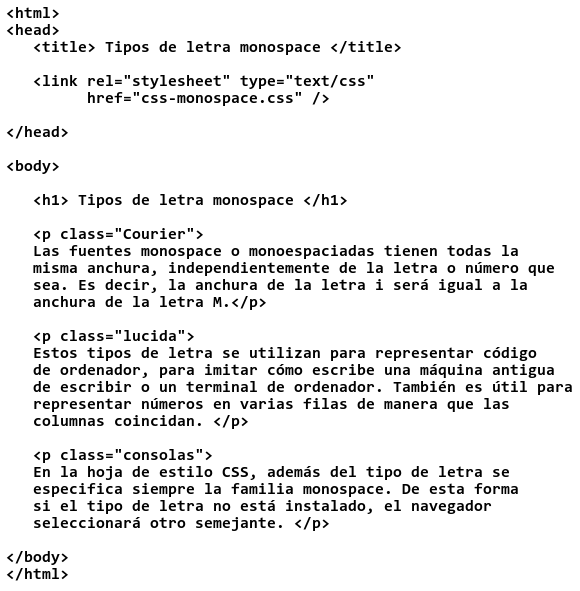 <html>
<head>
<title> Tipos de letra monospace </title>
<link rel="stylesheet" type="text/css"
href="css-monospace.css" />
</head>
<body>
<h1> Tipos de letra monospace </h1>
<p class="Courier">
Las fuentes monospace o monoespaciadas tienen todas la
misma anchura, independientemente de la letra o número que
sea. Es decir, la anchura de la letra i será igual a la
anchura de la letra M.</p>
<p class="lucida">
Estos tipos de letra se utilizan para representar código
de ordenador, para imitar cómo escribe una máquina antigua
de escribir o un terminal de ordenador. También es útil para
representar números en varias filas de manera que las
columnas coincidan. </p>
<p class="consolas">
En la hoja de estilo CSS, además del tipo de letra se
especifica siempre la familia monospace. De esta forma
si el tipo de letra no está instalado, el navegador
seleccionará otro semejante. </p>
</body>
</html>